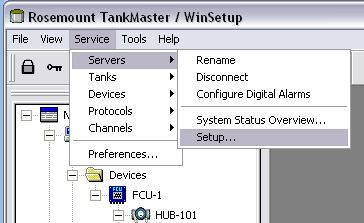 Rosemount TankMaster / WinSetup
File View Service Tools Help
Servers
Tanks
Devices
Protocols
Channels
Preferences...
Rename
Disconnect
Configure Digital Alarms
System Status Overview...
Setup...
Devices
FCU-1
HUB-101